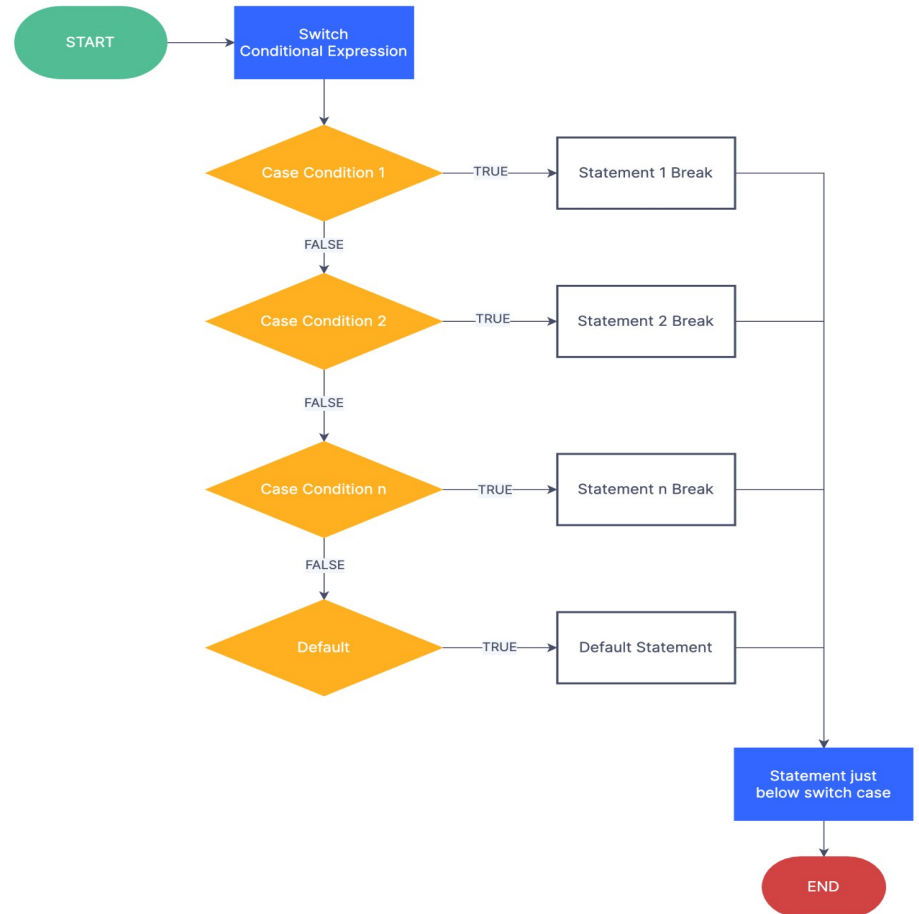 START
Switch
Conditional Expression
Case Condition 1
TRUE
Statement 1 Break
FALSE
Case Condition 2
TRUE
Statement 2 Break
FALSE
Case Condition n
TRUE
Statement n Break
FALSE
Default
TRUE
Default Statement
Statement just
below switch case
END